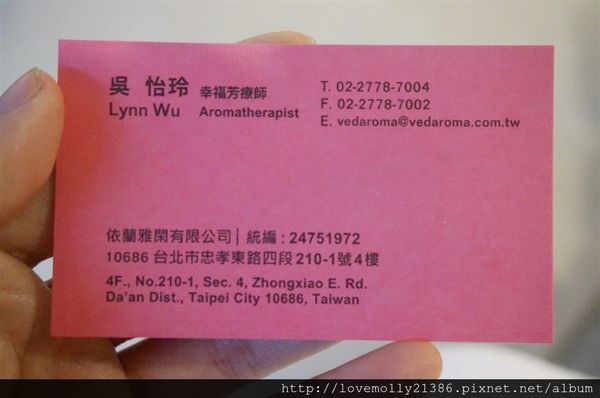 吳 怡玲 幸福芳療師
Lynn Wu Aromatherapist
T. 02-2778-7004
F. 02-2778-7002
E. vedaroma@vedaroma.com.tw
依蘭雅閑有限公司| 統編 : 24751972
10686 台北市忠孝東路四段210-1號4樓
4F., No.210-1, Sec. 4, Zhongxiao E. Rd.
Da'an Dist., Taipei City 10686, Taiwan
http://lovemolly21386.pixnet.net/album